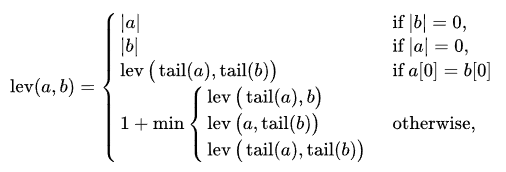 |a| if |b| = 0,
|b| if |a| = 0,
lev(a, b) = lev ( tail(a), tail(b)) if a[0] = b[0]
1 + min lev ( tail(a), b) 
lev (a, tail(b)) otherwise,
lev ( tail(a), tail(b))